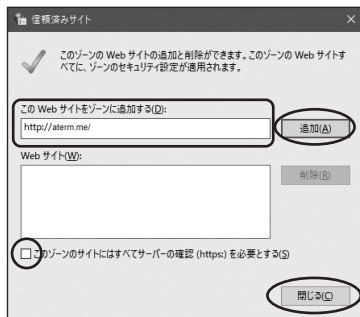 信頼済みサイト
このゾーンの Web サイトの追加と削除ができます。このゾーンの Web サイトす
べてに、ゾーンのセキュリティ設定が適用されます。
この Web サイトをゾーンに追加する(D):
http://aterm.me/
追加(A)
Web サイト(W):
削除(R)
このゾーンのサイトにはすべてサーバーの確認 (https:) を必要とする(S)
閉じる(C)